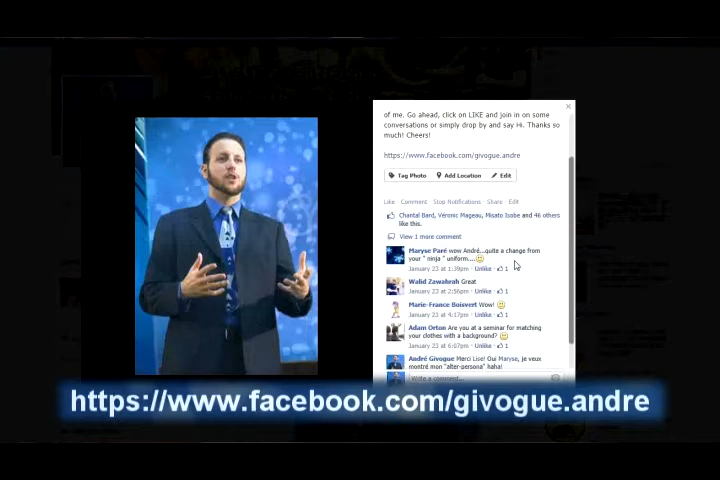 of me. Go ahead, click on LIKE and join in on some
conversations or simply drop by and say Hi. Thanks so
much! Cheers!
https://www.facebook.com/givogue.andre
Tag Photo Add Location Edit
Like Comment Stop Notifications Share Edit
Chantal Bard, Véronic Mageau, Misato Isobe and 46 others
like this.
View 1 more comment
Maryse Paré wow André...quite a change from
your " ninja " uniform....
January 23 at 1:39pm · Unlike · 1
Walid Zawahrah Great
January 23 at 2:56pm · Unlike · 1
Marie-France Boisvert Wow!
January 23 at 4:17pm · Unlike · 1
Adam Orton Are you at a seminar for matching
your clothes with a background?
January 23 at 6:07pm · Unlike · 1
André Givogue Merci Lise! Oui Maryse, je veux
montré mon "alter-persona" haha!
Write a comment...
https://www.facebook.com/givogue.andre